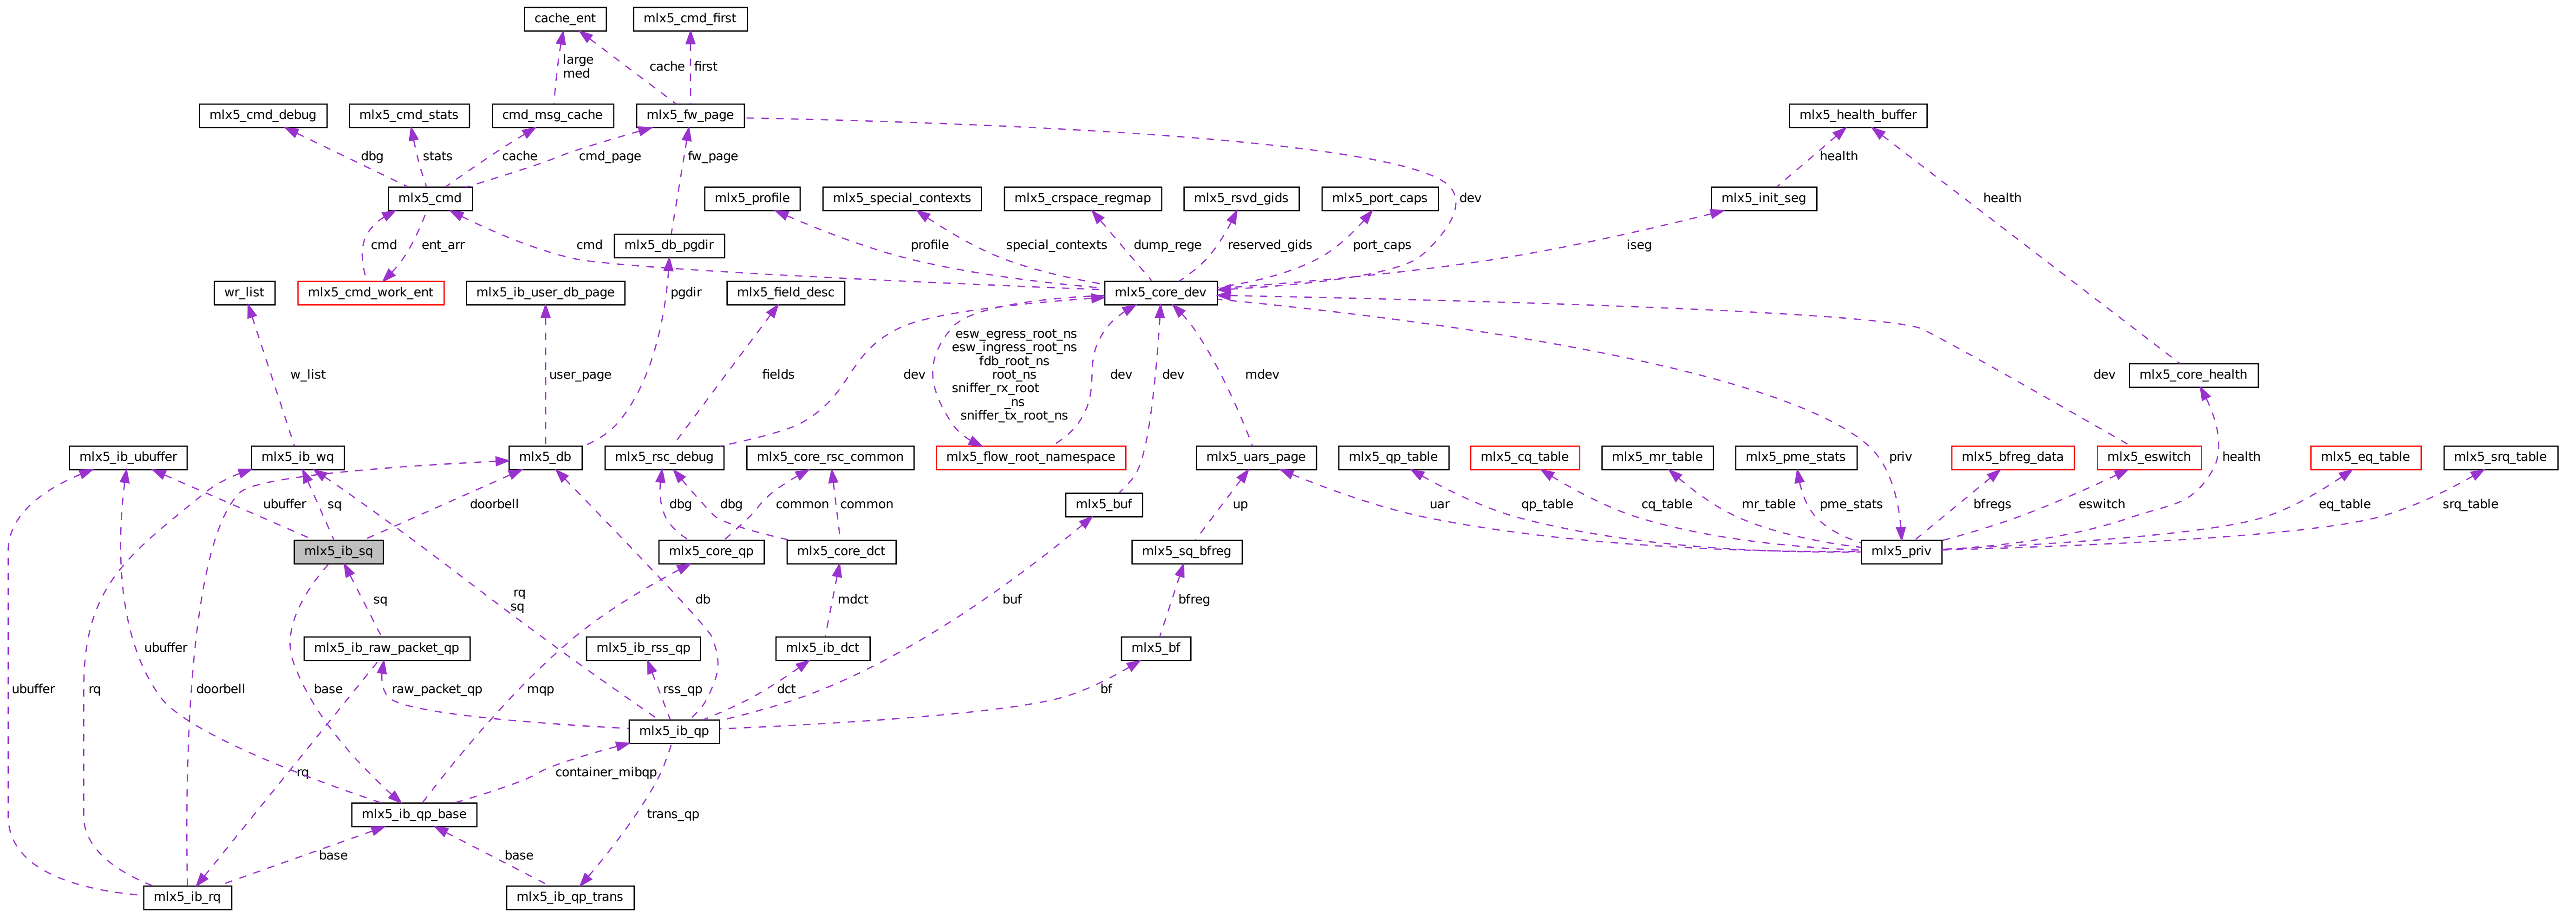 cache_ent
mlx5_cmd_first
large
med
cache
first
mlx5_cmd_debug
mlx5_cmd_stats
cmd_msg_cache
mlx5_fw_page
mlx5_health_buffer
dbg
stats
cache
cmd_page
fw_page
health
mlx5_cmd
mlx5_profile
mlx5_special_contexts
mlx5_crspace_regmap
mlx5_rsvd_gids
mlx5_port_caps
dev
mlx5_init_seg
health
cmd
ent_arr
cmd
mlx5_db_pgdir
profile
special_contexts
dump_rege
reserved_gids
port_caps
iseg
wr_list
mlx5_cmd_work_ent
mlx5_ib_user_db_page
pgdir
mlx5_field_desc
mlx5_core_dev
esw_egress_root_ns
esw_ingress_root_ns
fdb_root_ns
root_ns
sniffer_rx_root
_ns
sniffer_tx_root_ns
w_list
user_page
fields
dev
dev
dev
mdev
dev
mlx5_core_health
mlx5_ib_ubuffer
mlx5_ib_wq
mlx5_db
mlx5_rsc_debug
mlx5_core_rsc_common
mlx5_flow_root_namespace
mlx5_uars_page
mlx5_qp_table
mlx5_cq_table
mlx5_mr_table
mlx5_pme_stats
priv
mlx5_bfreg_data
mlx5_eswitch
health
mlx5_eq_table
mlx5_srq_table
ubuffer
sq
doorbell
dbg
common
dbg
common
mlx5_buf
up
uar
qp_table
cq_table
mr_table
pme_stats
bfregs
eswitch
eq_table
srq_table
mlx5_ib_sq
mlx5_core_qp
mlx5_core_dct
mlx5_sq_bfreg
mlx5_priv
sq
rq
sq
db
mdct
buf
bfreg
ubuffer
mlx5_ib_raw_packet_qp
mlx5_ib_rss_qp
mlx5_ib_dct
mlx5_bf
ubuffer
rq
doorbell
base
raw_packet_qp
mqp
rss_qp
dct
bf
mlx5_ib_qp
rq
container_mibqp
mlx5_ib_qp_base
trans_qp
base
base
mlx5_ib_rq
mlx5_ib_qp_trans